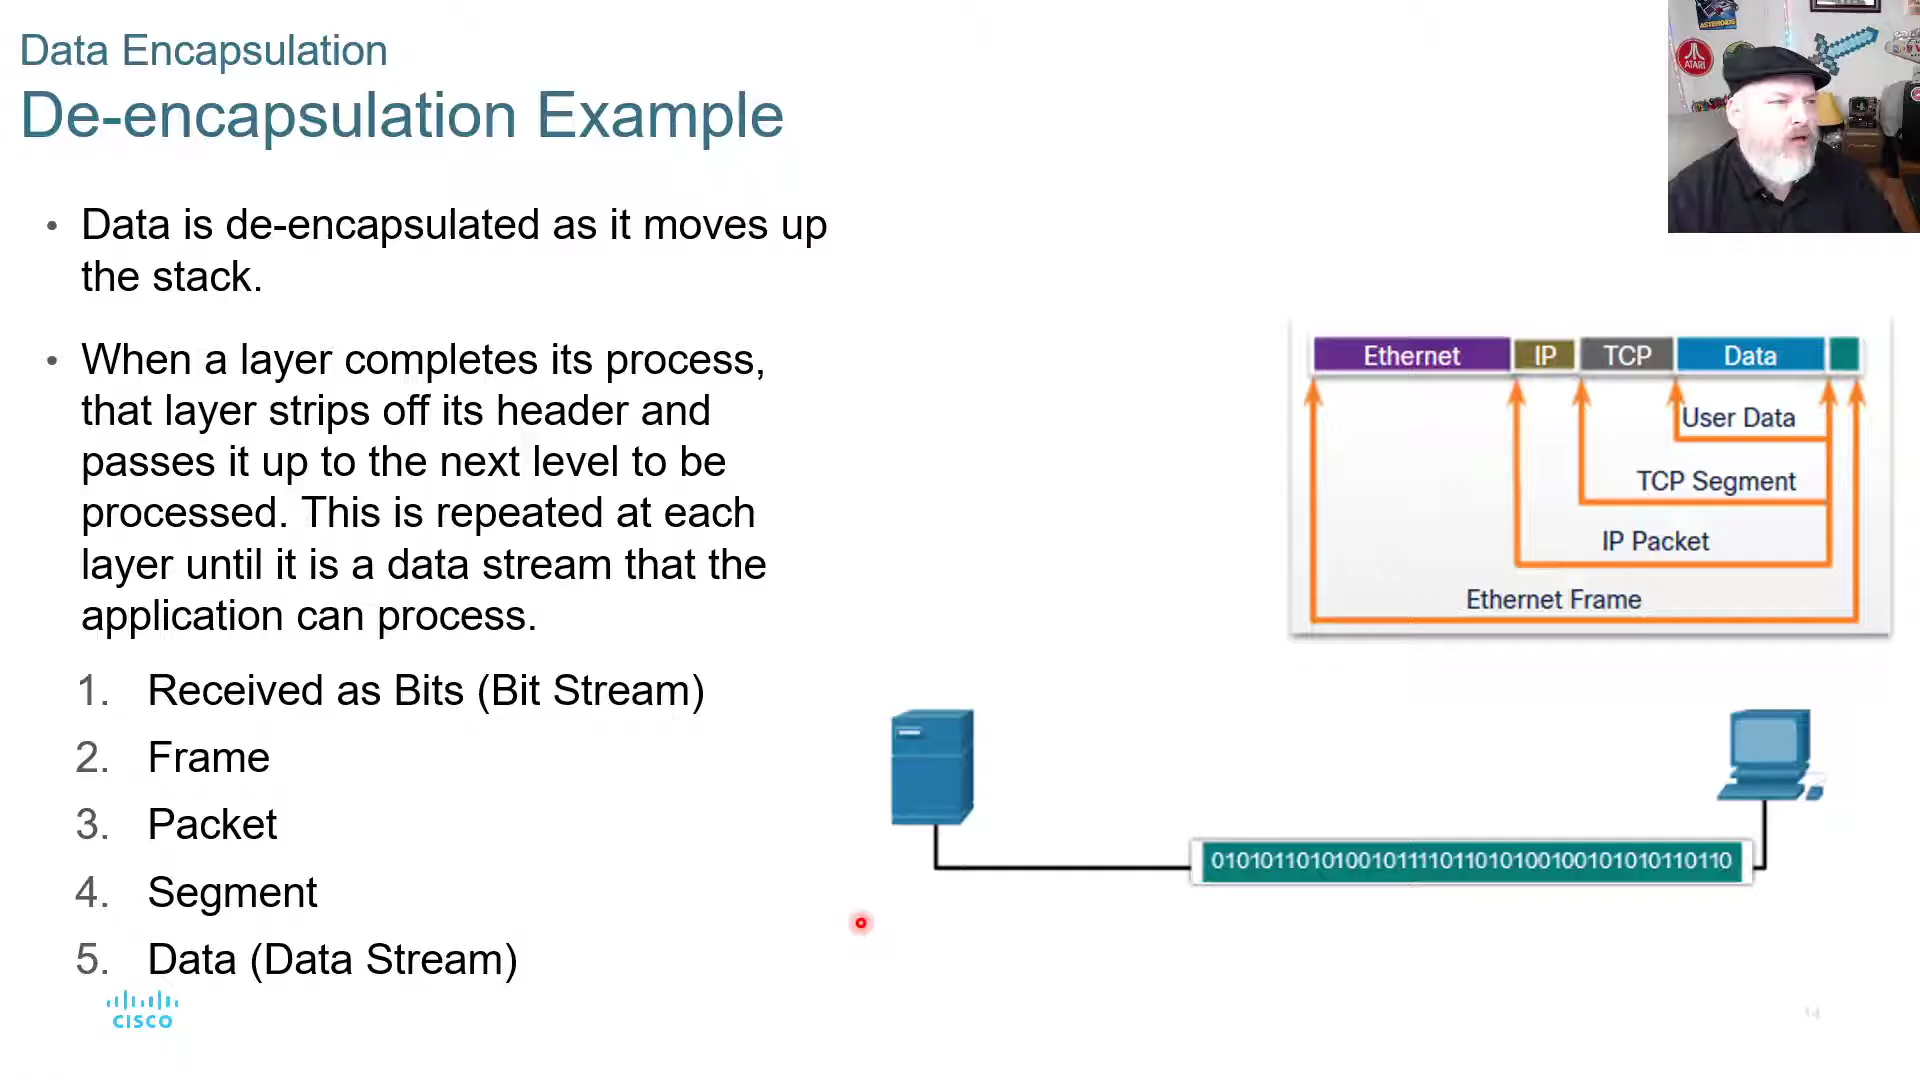 Data Encapsulation
De-encapsulation Example
• Data is de-encapsulated as it moves up
the stack.
• When a layer completes its process,
that layer strips off its header and
passes it up to the next level to be
processed. This is repeated at each
layer until it is a data stream that the
application can process.
1. Received as Bits (Bit Stream)
2. Frame
3. Packet
4. Segment
5. Data (Data Stream)
CISCO
ASTEROIDS
ATARI
Ethernet IP TCP Data
User Data
TCP Segment
IP Packet
Ethernet Frame
0101011010100101111011010100100101010110110
14